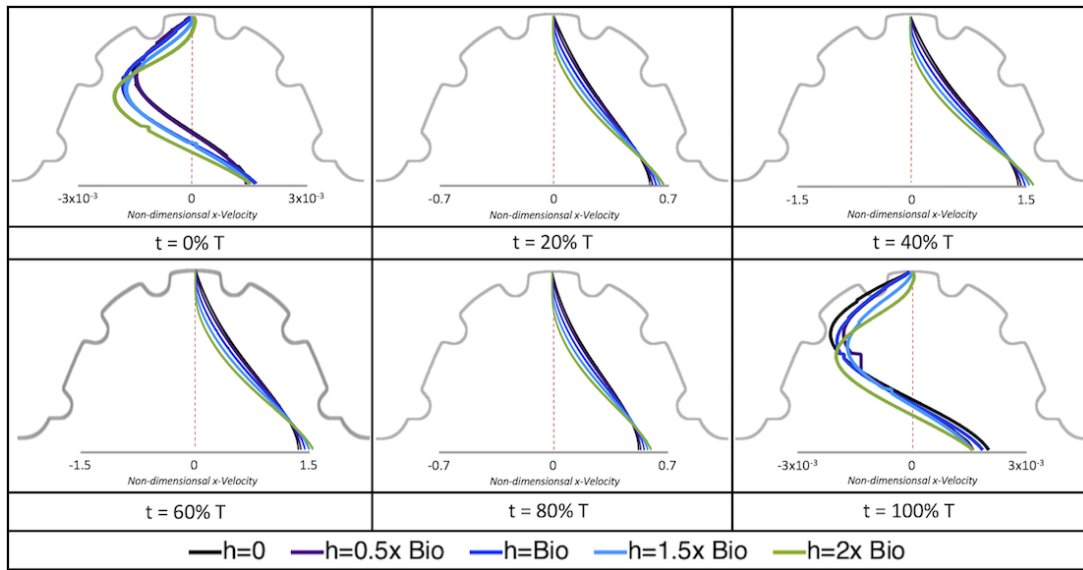 -3x10⁻³ 0 3x10⁻³
Non-dimensionsal x-Velocity
t = 0% T
-0.7 0 0.7
Non-dimensionsal x-Velocity
t = 20% T
-1.5 0 1.5
Non-dimensionsal x-Velocity
t = 40% T
-1.5 0 1.5
Non-dimensionsal x-Velocity
t = 60% T
-0.7 0 0.7
Non-dimensionsal x-Velocity
t = 80% T
-3x10⁻³ 0 3x10⁻³
Non-dimensionsal x-Velocity
t = 100% T
h=0 h=0.5x Bio h=Bio h=1.5x Bio h=2x Bio